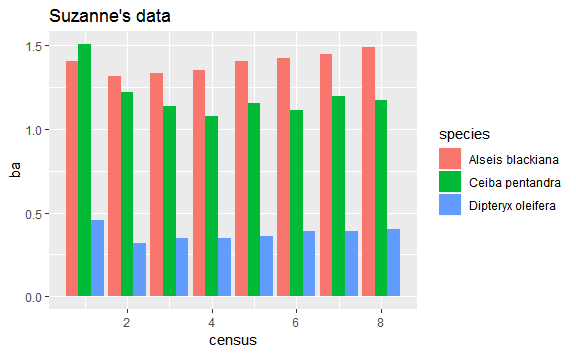 Suzanne's data
1.5
1.0
0.5
0.0
ba
2 4 6 8
census
species
Alseis blackiana
Ceiba pentandra
Dipteryx oleifera